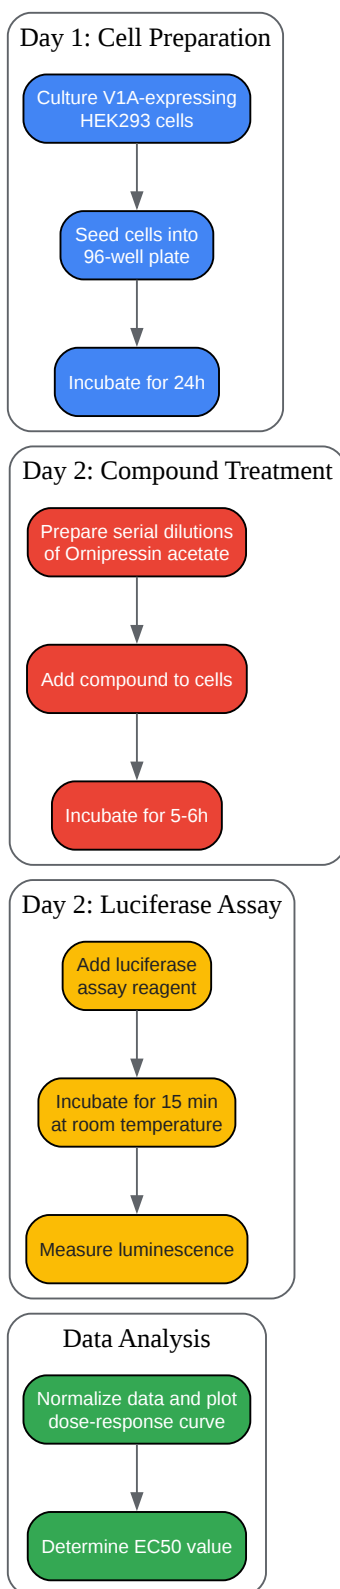 Day 1: Cell Preparation
Culture V1A-expressing
HEK293 cells
Seed cells into
96-well plate
Incubate for 24h
Day 2: Compound Treatment
Prepare serial dilutions
of Ornipressin acetate
Add compound to cells
Incubate for 5-6h
Day 2: Luciferase Assay
Add luciferase
assay reagent
Incubate for 15 min
at room temperature
Measure luminescence
Data Analysis
Normalize data and plot
dose-response curve
Determine EC50 value